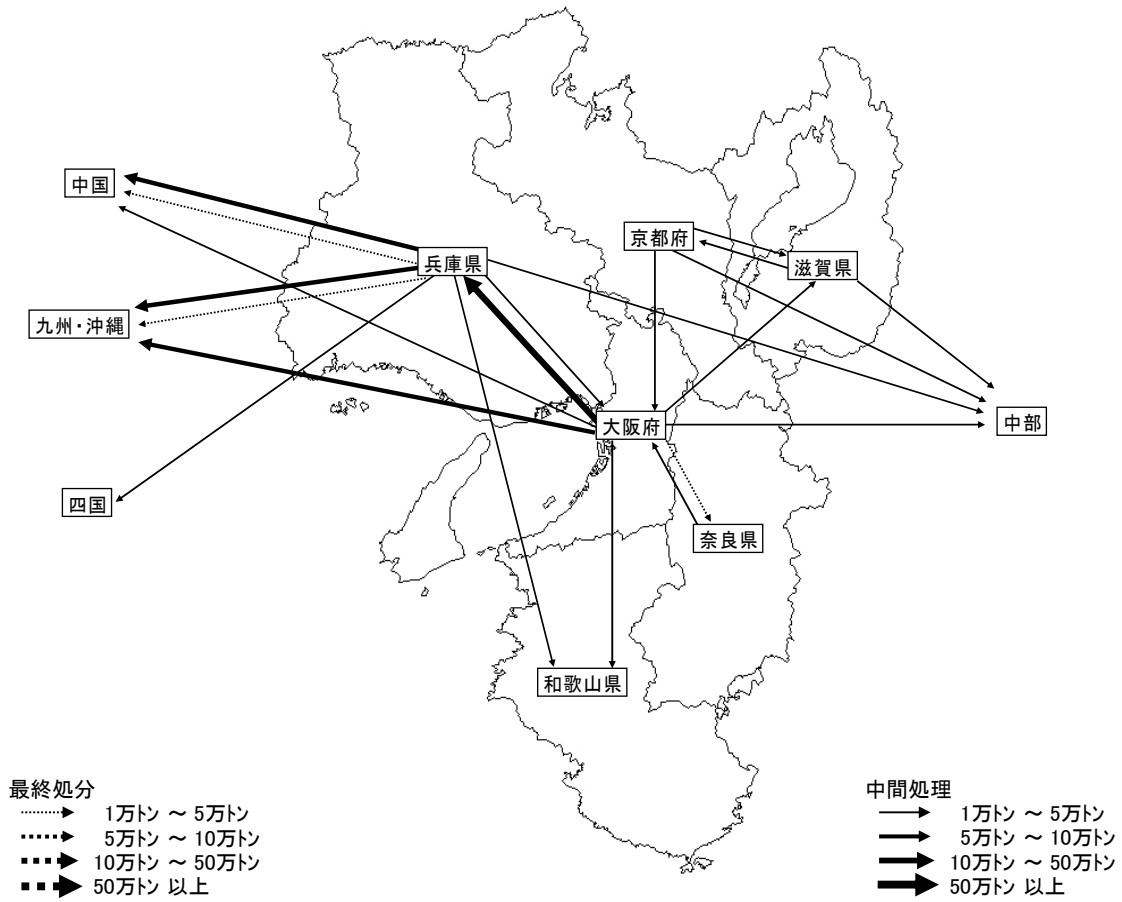 中国
京都府
兵庫県
滋賀県
九州・沖縄
中部
大阪府
四国
奈良県
和歌山県
最終処分
1万トン ～ 5万トン
5万トン ～ 10万トン
10万トン ～ 50万トン
50万トン 以上
中間処理
1万トン ～ 5万トン
5万トン ～ 10万トン
10万トン ～ 50万トン
50万トン 以上